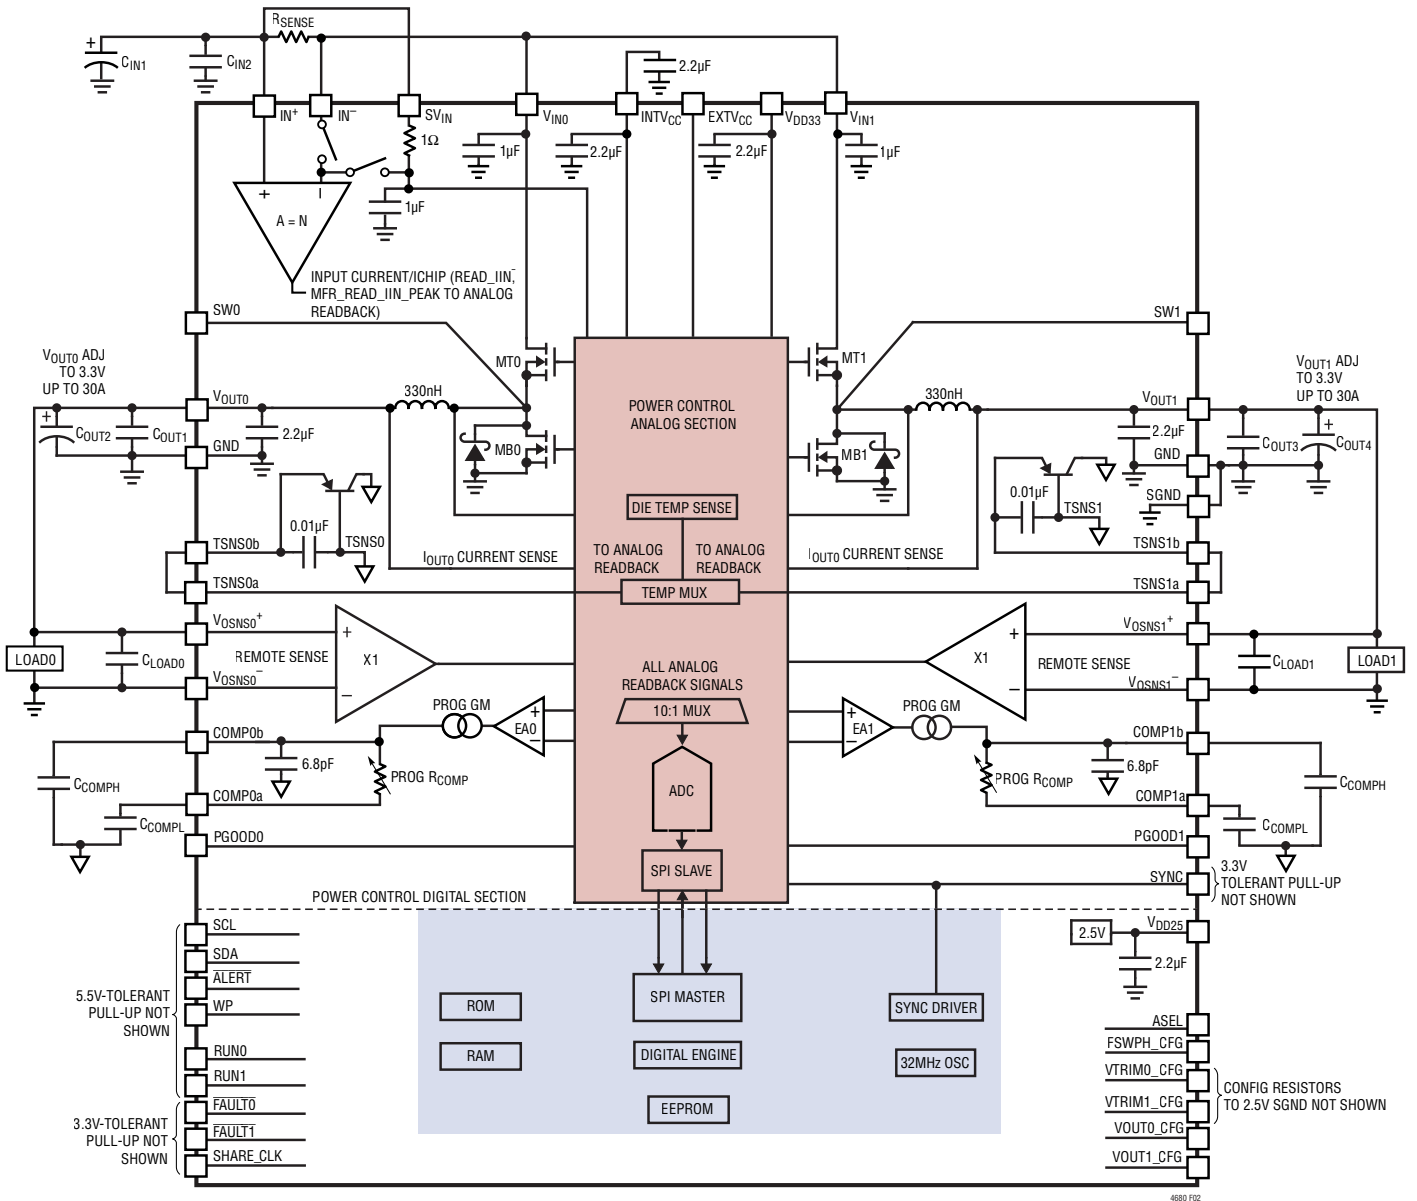 RSENSE
+
CIN1
CIN2
2.2µF
IN+
IN–
SVIN
VIN0
INTVCC
EXTVCC
VDD33
VIN1
1Ω
1µF
2.2µF
2.2µF
1µF
+
–
A = N
1µF
INPUT CURRENT/ICHIP (READ_IIN,
MFR_READ_IIN_PEAK TO ANALOG
READBACK)
SW0
SW1
MT0
MT1
VOUT0 ADJ
TO 3.3V
UP TO 30A
VOUT1 ADJ
TO 3.3V
UP TO 30A
330nH
330nH
VOUT0
VOUT1
POWER CONTROL
ANALOG SECTION
+
COUT2
COUT1
2.2µF
GND
MB0
MB1
2.2µF
GND
COUT3
+
COUT4
SGND
DIE TEMP SENSE
0.01µF
TSNS0
0.01µF
TSNS1
TSNS0b
TSNS1b
TO ANALOG
READBACK
TO ANALOG
READBACK
IOUT0 CURRENT SENSE
IOUT0 CURRENT SENSE
TSNS0a
TEMP MUX
TSNS1a
VOSNS0+
+
VOSNS1+
+
LOAD0
CLOAD0
REMOTE SENSE
X1
X1
REMOTE SENSE
CLOAD1
LOAD1
VOSNS0–
–
VOSNS1–
–
ALL ANALOG
READBACK SIGNALS
10:1 MUX
PROG GM
EA0
+
–
EA1
+
–
PROG GM
COMP0b
COMP1b
6.8pF
6.8pF
CCOMPH
PROG RCOMP
PROG RCOMP
CCOMPH
ADC
COMP0a
COMP1a
CCOMPL
CCOMPL
PGOOD0
PGOOD1
SPI SLAVE
SYNC
3.3V
TOLERANT PULL-UP
NOT SHOWN
POWER CONTROL DIGITAL SECTION
SCL
SDA
ALERT
WP
5.5V-TOLERANT
PULL-UP NOT
SHOWN
RUN0
RUN1
FAULT0
FAULT1
SHARE_CLK
3.3V-TOLERANT
PULL-UP NOT
SHOWN
2.5V
VDD25
2.2µF
ROM
RAM
SPI MASTER
DIGITAL ENGINE
EEPROM
SYNC DRIVER
32MHz OSC
ASEL
FSWPH_CFG
VTRIM0_CFG
VTRIM1_CFG
VOUT0_CFG
VOUT1_CFG
CONFIG RESISTORS
TO 2.5V SGND NOT SHOWN
4680 F02